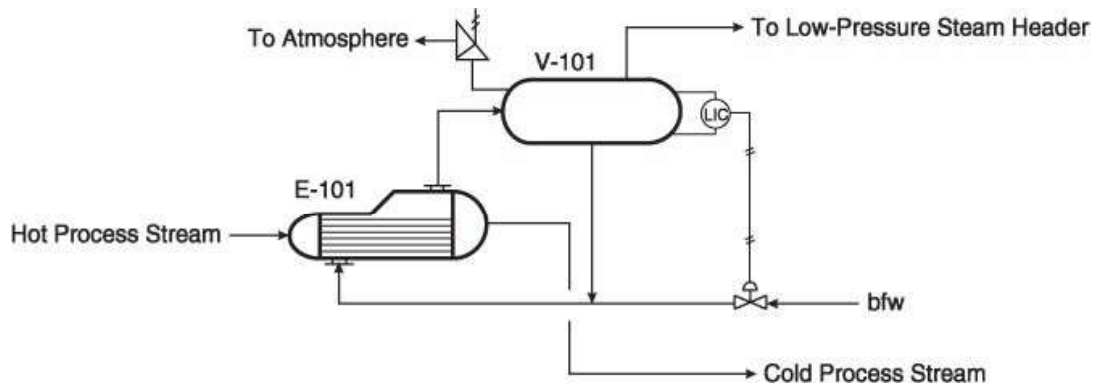 To Atmosphere
To Low-Pressure Steam Header
V-101
LIC
E-101
Hot Process Stream
bfw
Cold Process Stream